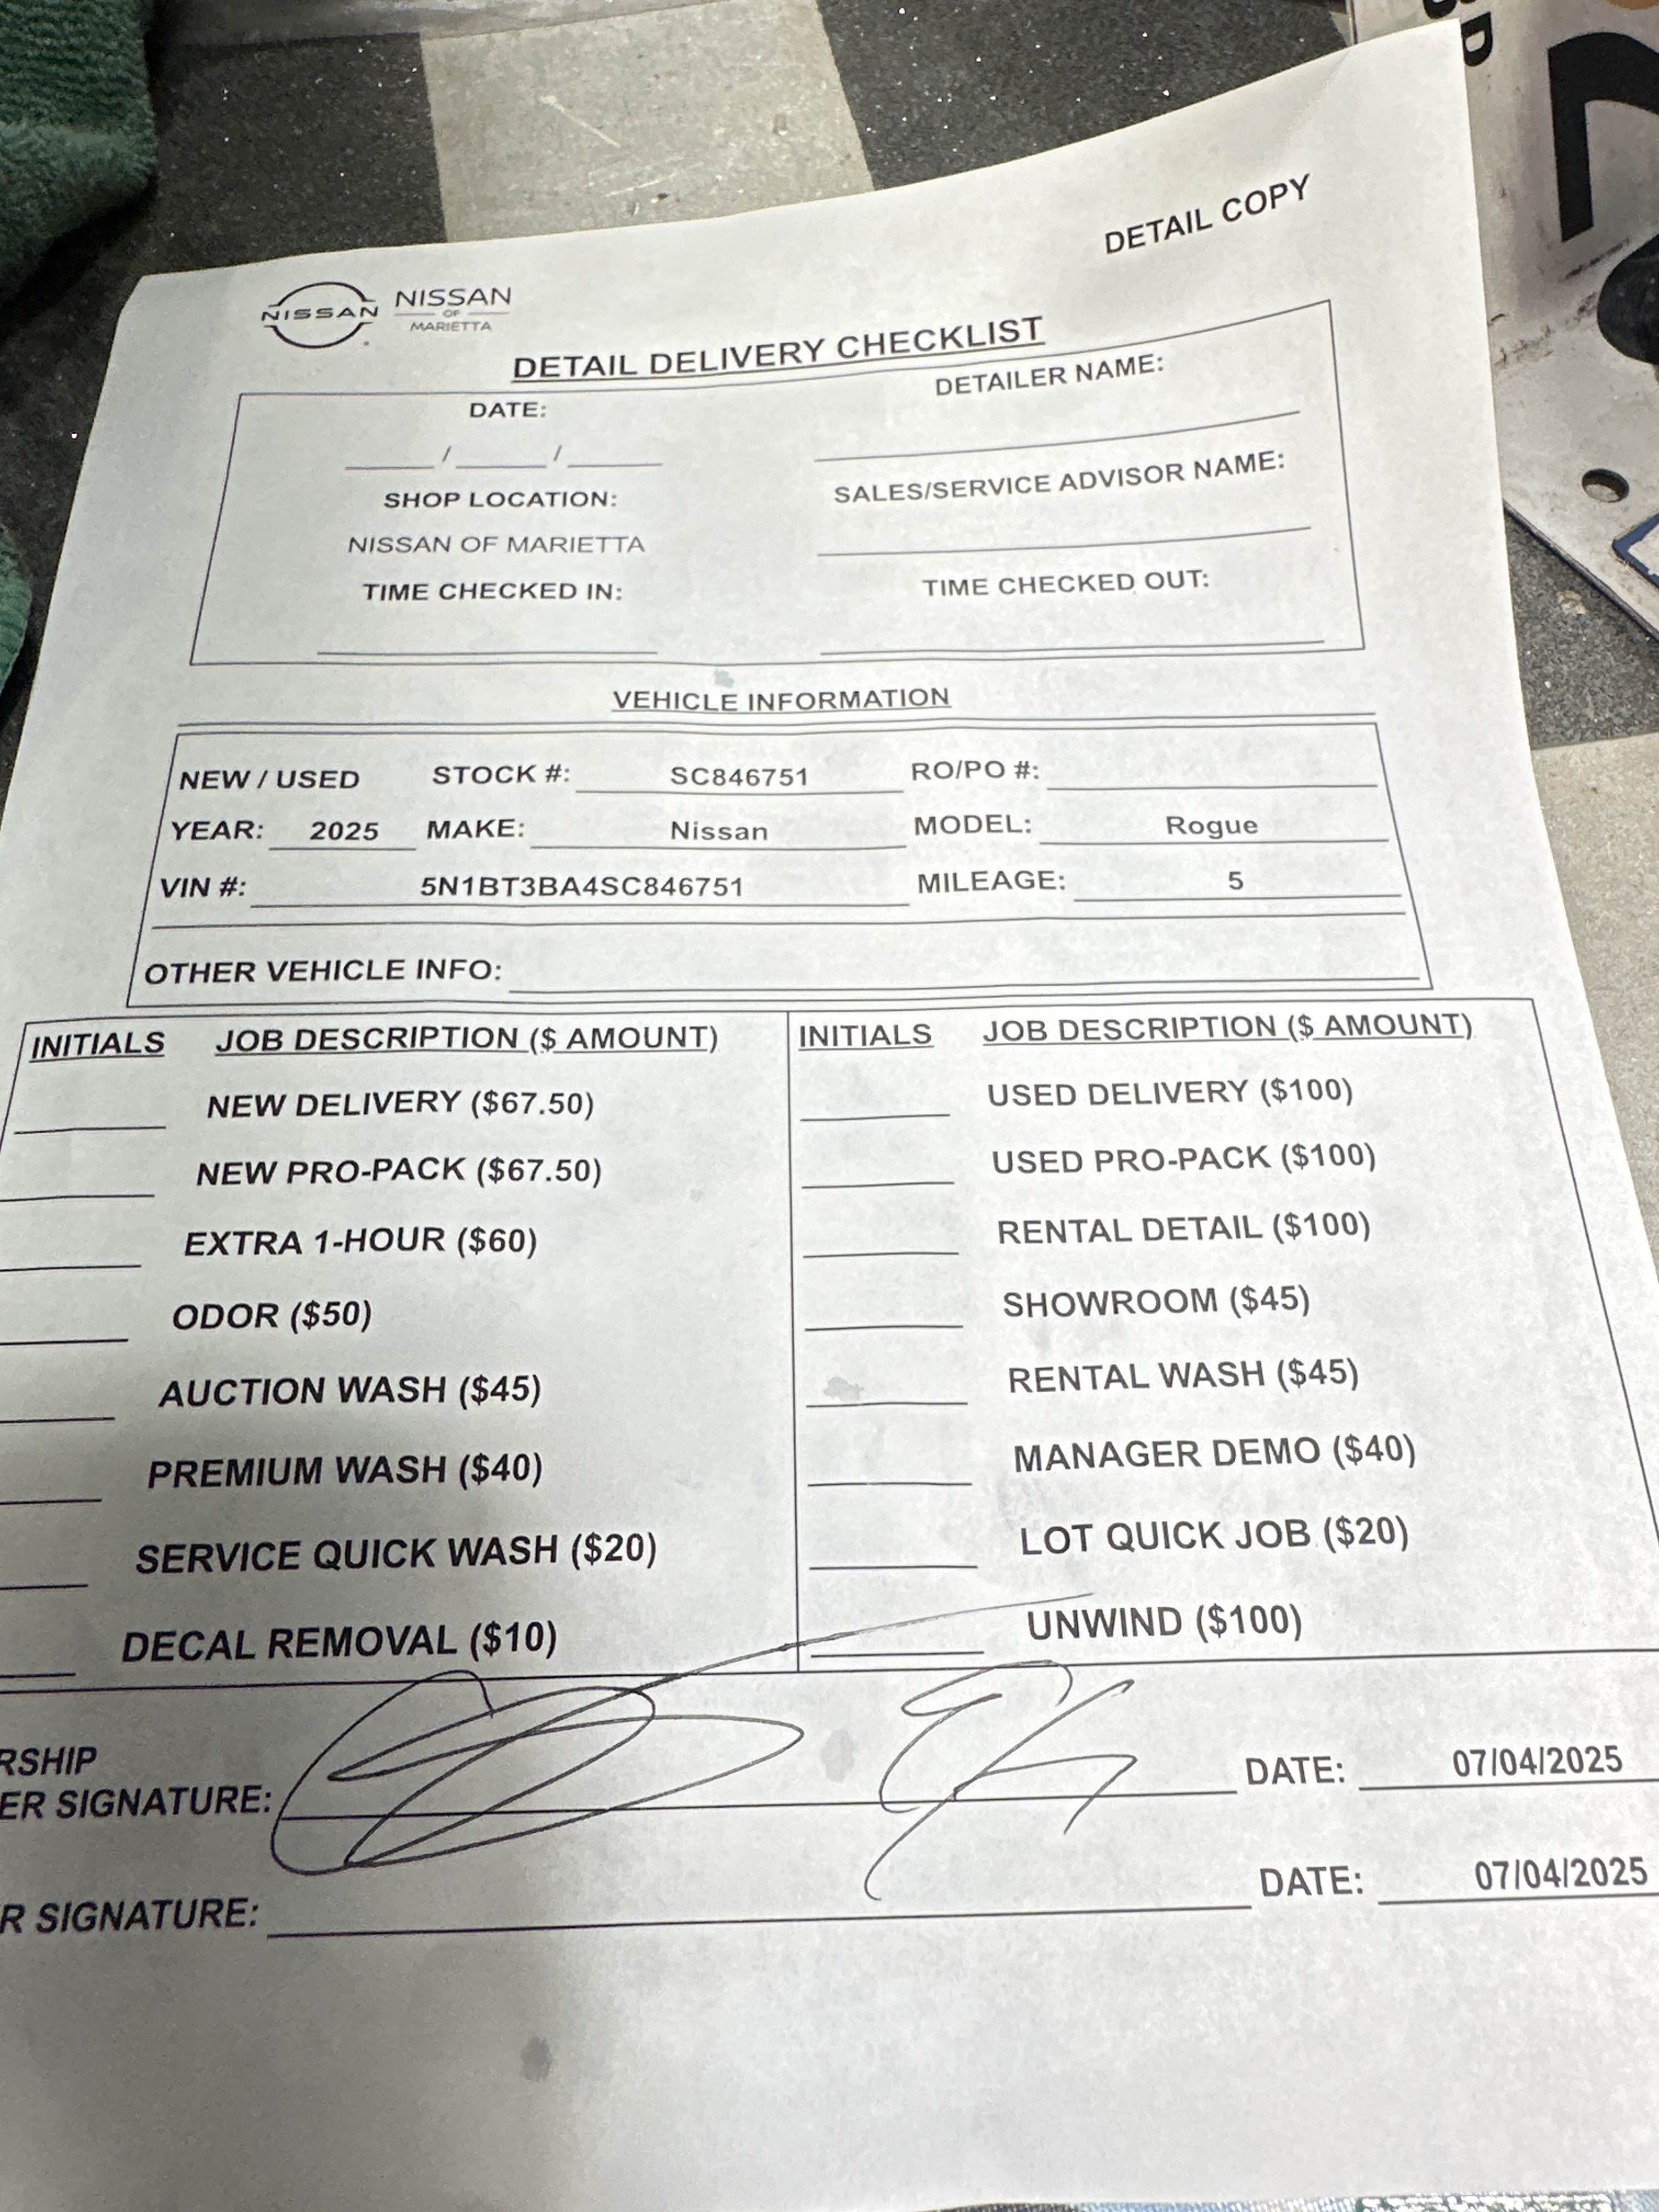 DETAIL COPY
NISSAN NISSAN
OF
MARIETTA
DETAIL DELIVERY CHECKLIST
DATE: DETAILER NAME:
____ / ____ / ____
SHOP LOCATION: SALES/SERVICE ADVISOR NAME:
NISSAN OF MARIETTA
TIME CHECKED IN: TIME CHECKED OUT:
VEHICLE INFORMATION
NEW / USED STOCK #: SC846751 RO/PO #:
YEAR: 2025 MAKE: Nissan MODEL: Rogue
VIN #: 5N1BT3BA4SC846751 MILEAGE: 5
OTHER VEHICLE INFO:
INITIALS JOB DESCRIPTION ($ AMOUNT) INITIALS JOB DESCRIPTION ($ AMOUNT)
NEW DELIVERY ($67.50) USED DELIVERY ($100)
NEW PRO-PACK ($67.50) USED PRO-PACK ($100)
EXTRA 1-HOUR ($60) RENTAL DETAIL ($100)
ODOR ($50) SHOWROOM ($45)
AUCTION WASH ($45) RENTAL WASH ($45)
PREMIUM WASH ($40) MANAGER DEMO ($40)
SERVICE QUICK WASH ($20) LOT QUICK JOB ($20)
DECAL REMOVAL ($10) UNWIND ($100)
RSHIP
ER SIGNATURE: DATE: 07/04/2025
R SIGNATURE: DATE: 07/04/2025